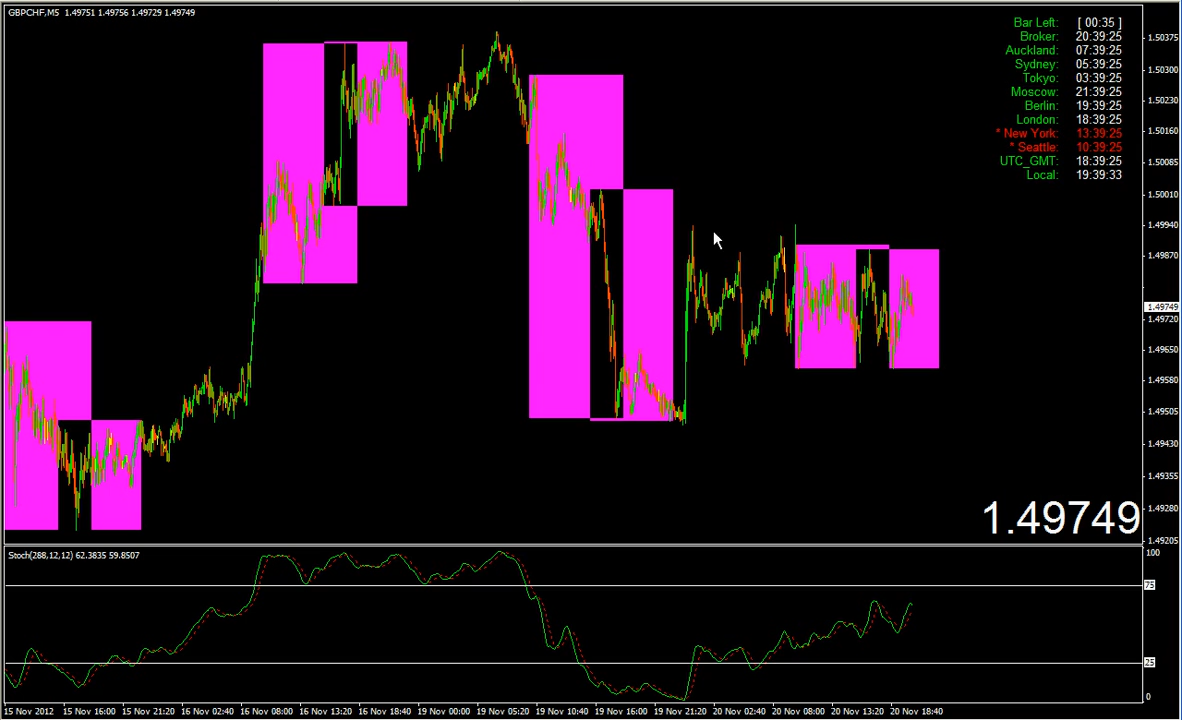 GBPCHF,M5 1.49751 1.49756 1.49729 1.49749
Bar Left: [ 00:35 ]
Broker: 20:39:25
Auckland: 07:39:25
Sydney: 05:39:25
Tokyo: 03:39:25
Moscow: 21:39:25
Berlin: 19:39:25
London: 18:39:25
* New York: 13:39:25
* Seattle: 10:39:25
UTC_GMT: 18:39:25
Local: 19:39:33
1.50375
1.50300
1.50230
1.50160
1.50085
1.50010
1.49940
1.49870
1.49749
1.49720
1.49650
1.49580
1.49505
1.49430
1.49355
1.49280
1.49205
1.49749
Stoch(288,12,12) 62.3835 59.8507
100
75
25
0
15 Nov 2012 15 Nov 16:00 15 Nov 21:20 16 Nov 02:40 16 Nov 08:00 16 Nov 13:20 16 Nov 18:40 19 Nov 00:00 19 Nov 05:20 19 Nov 10:40 19 Nov 16:00 19 Nov 21:20 20 Nov 02:40 20 Nov 08:00 20 Nov 13:20 20 Nov 18:40